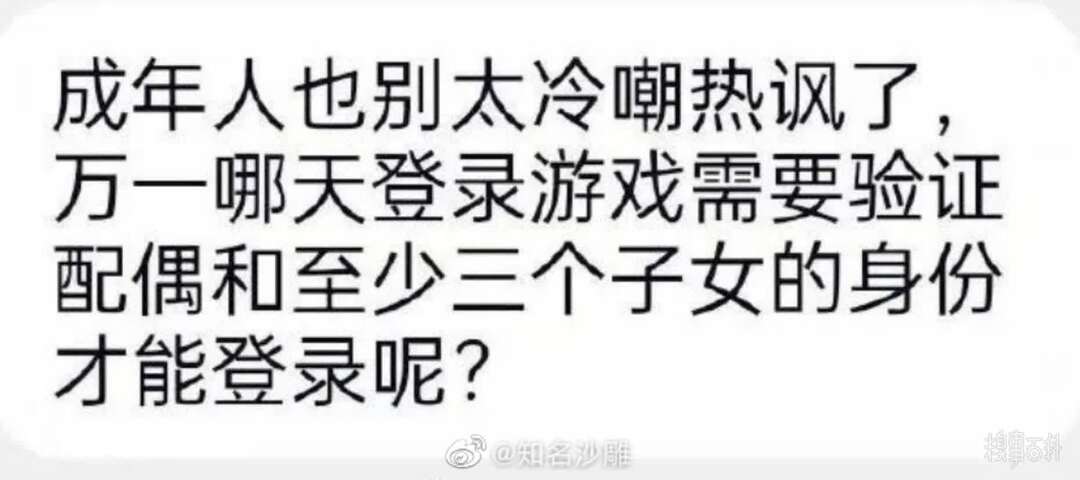 成年人也别太冷嘲热讽了，
万一哪天登录游戏需要验证
配偶和至少三个子女的身份
才能登录呢？
@知名沙雕